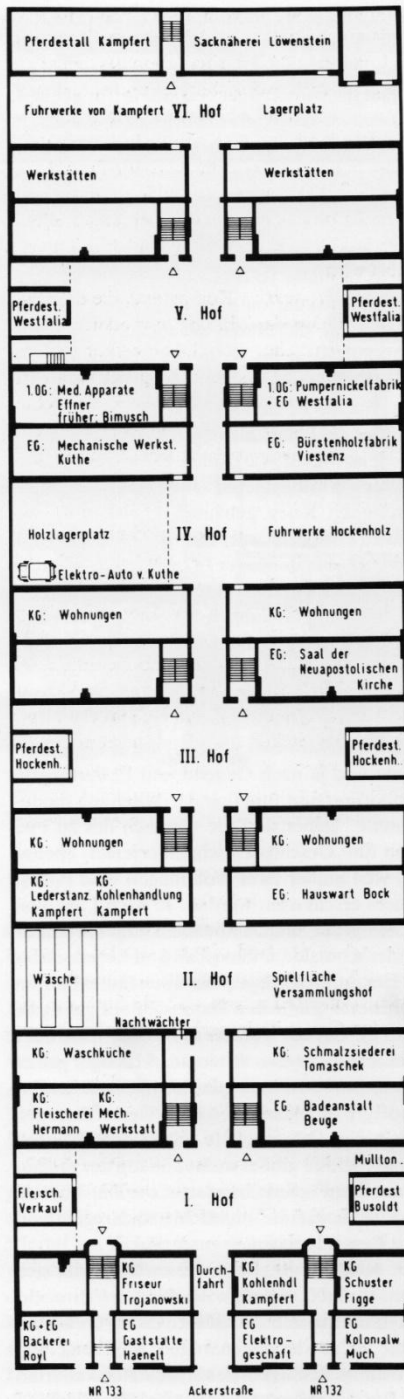 Pferdestall Kampfert
Sacknäherei Löwenstein
Fuhrwerke von Kampfert
VI. Hof
Lagerplatz
Werkstätten
Werkstätten
Pferdest.
Westfalia
V. Hof
Pferdest.
Westfalia
1.OG: Med. Apparate
Effner
früher: Bimusch
1.OG: Pumpernickelfabrik
+ EG Westfalia
EG: Mechanische Werkst.
Kuthe
EG: Bürstenholzfabrik
Viestenz
Holzlagerplatz
IV. Hof
Fuhrwerke Hockenholz
Elektro-Auto v. Kuthe
KG: Wohnungen
KG: Wohnungen
EG: Saal der
Neuapostolischen
Kirche
Pferdest.
Hockenh..
III. Hof
Pferdest.
Hockenh..
KG: Wohnungen
KG: Wohnungen
KG: Lederstanz.
Kampfert
KG: Kohlenhandlung
Kampfert
EG: Hauswart Bock
Wäsche
II. Hof
Spielfläche
Versammlungshof
Nachtwächter
KG: Waschküche
KG: Schmalzsiederei
Tomaschek
KG: Fleischerei
Hermann
KG: Mech.
Werkstatt
EG: Badeanstalt
Beuge
Mullton..
Fleisch
Verkauf
I. Hof
Pferdest
Busoldt
KG
Friseur
Trojanowski
Durch-
fahrt
KG
Kohlenhdl
Kampfert
KG
Schuster
Figge
KG + EG
Backerei
Royl
EG
Gaststatte
Haenelt
EG
Elektro-
geschaft
EG
Kolonialw
Much
NR 133
Ackerstraße
NR 132